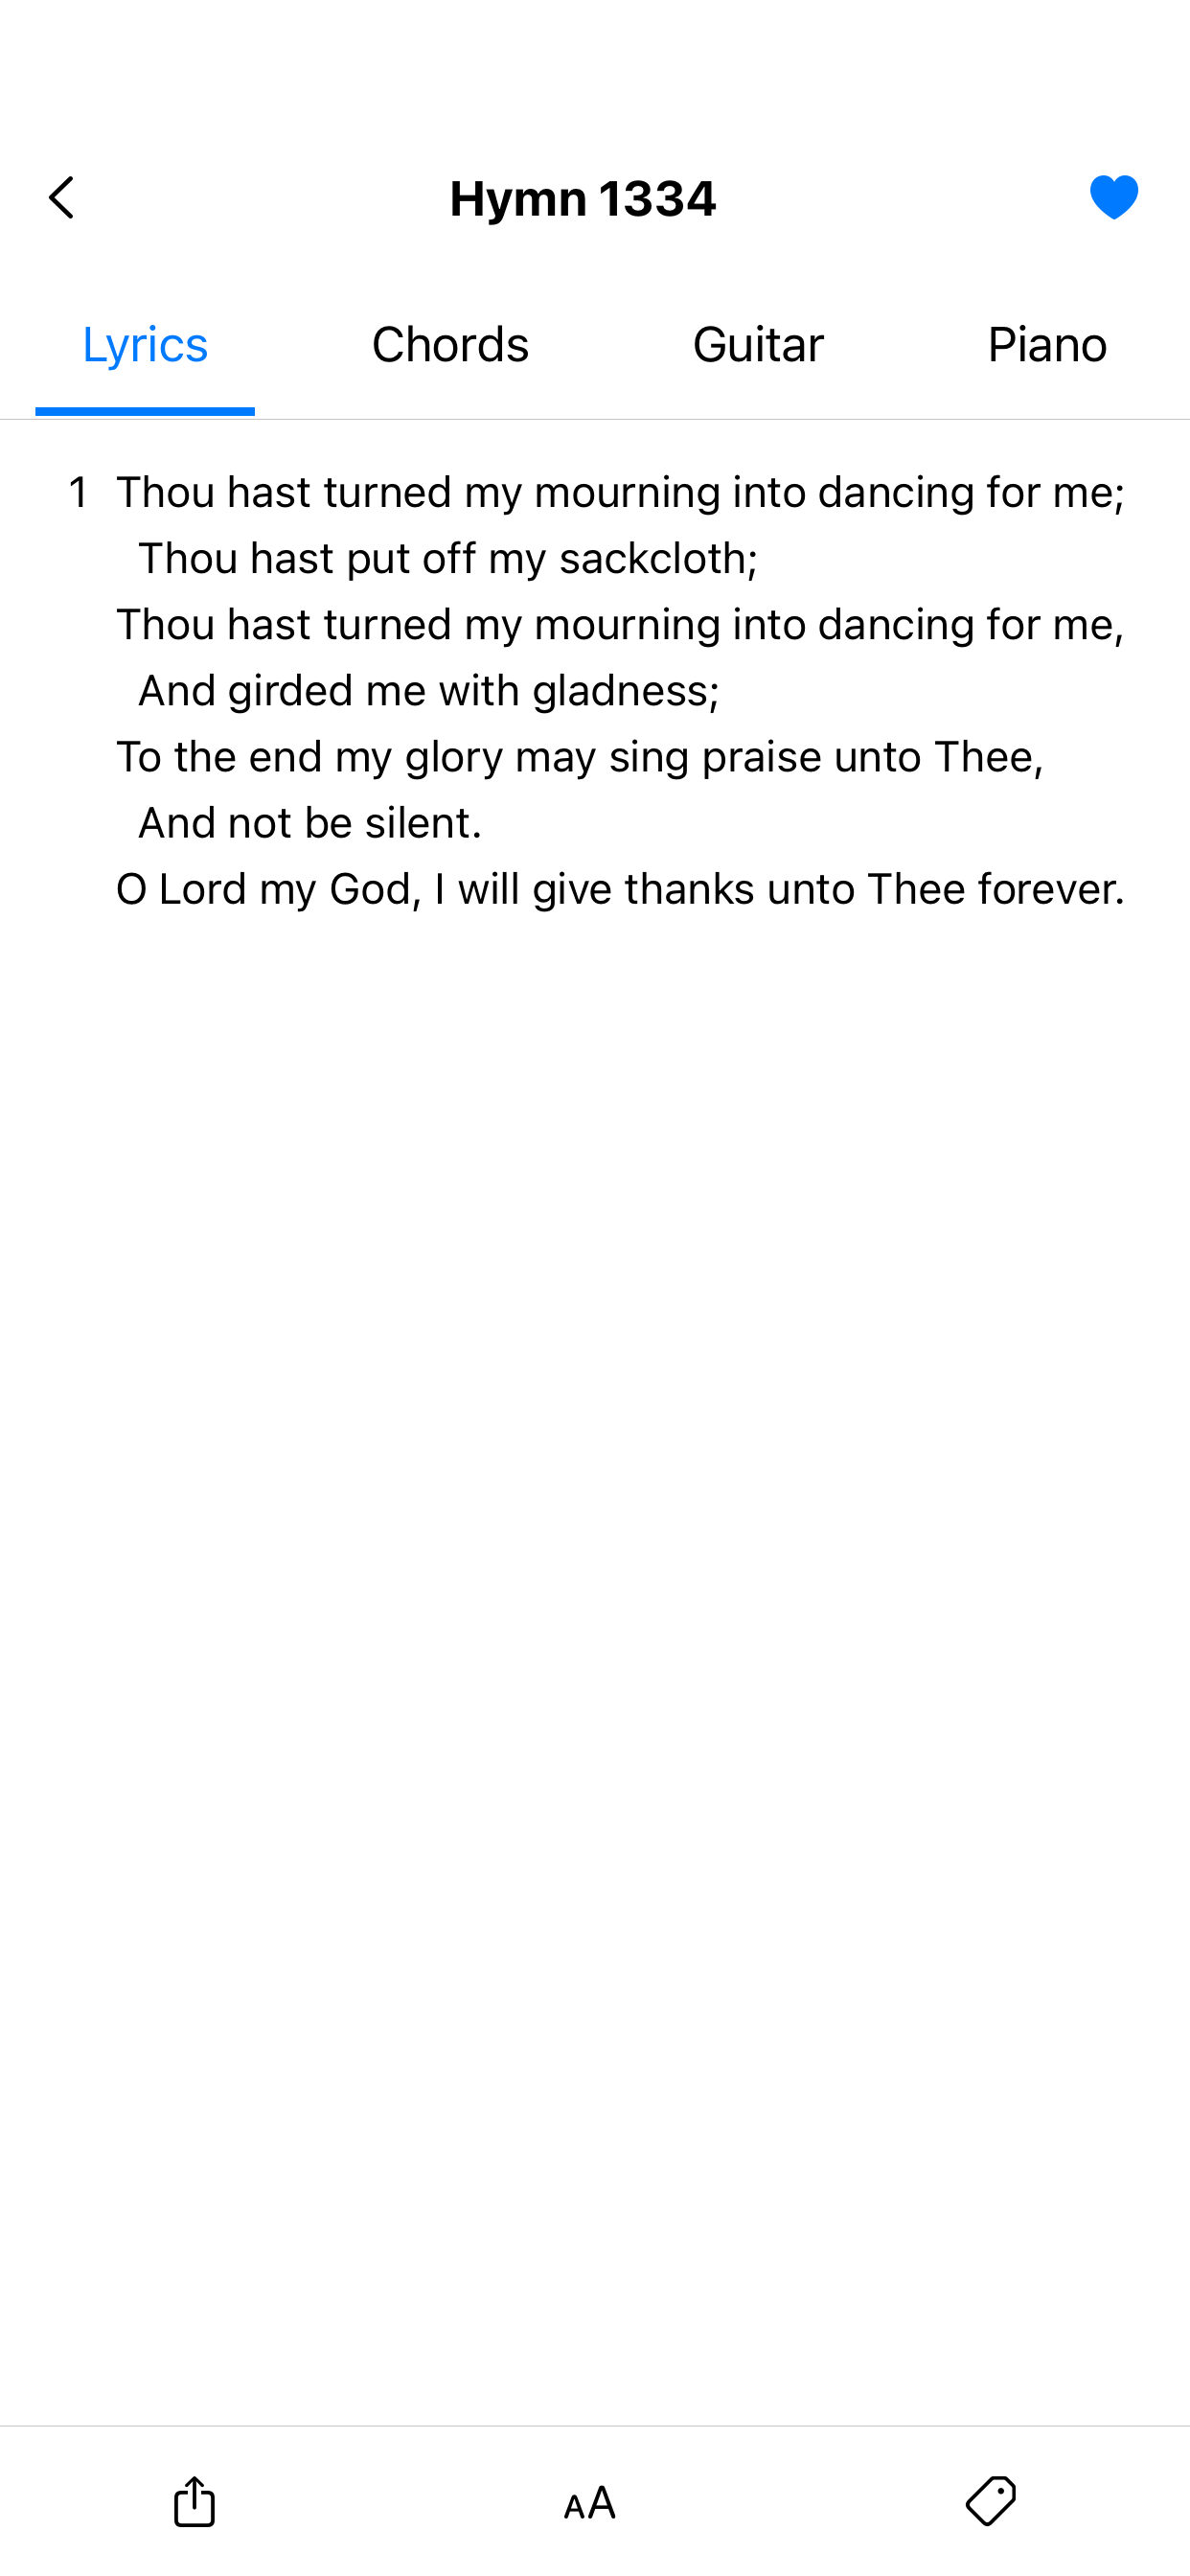 Hymn 1334
Lyrics Chords Guitar Piano
1 Thou hast turned my mourning into dancing for me;
Thou hast put off my sackcloth;
Thou hast turned my mourning into dancing for me,
And girded me with gladness;
To the end my glory may sing praise unto Thee,
And not be silent.
O Lord my God, I will give thanks unto Thee forever.
AA